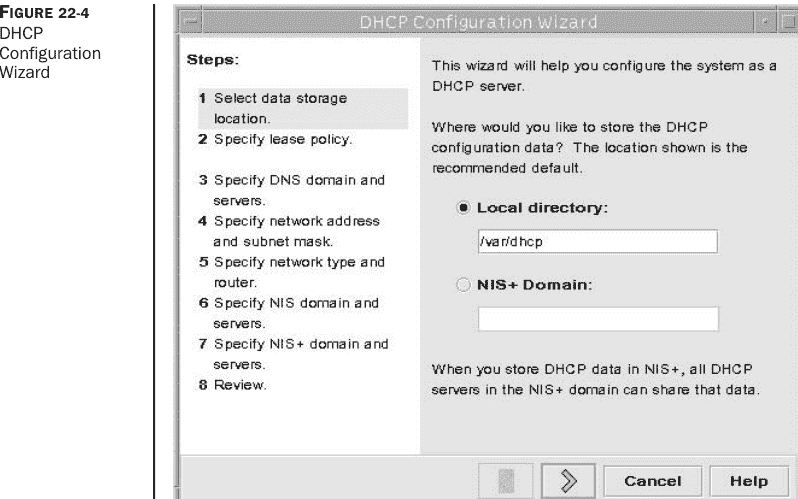 FIGURE 22-4
DHCP
Configuration
Wizard
DHCP Configuration Wizard
Steps:
1 Select data storage
location.
2 Specify lease policy.
3 Specify DNS domain and
servers.
4 Specify network address
and subnet mask.
5 Specify network type and
router.
6 Specify NIS domain and
servers.
7 Specify NIS+ domain and
servers.
8 Review.
This wizard will help you configure the system as a
DHCP server.
Where would you like to store the DHCP
configuration data? The location shown is the
recommended default.
Local directory:
/var/dhcp
NIS+ Domain:
When you store DHCP data in NIS+, all DHCP
servers in the NIS+ domain can share that data.
Cancel
Help